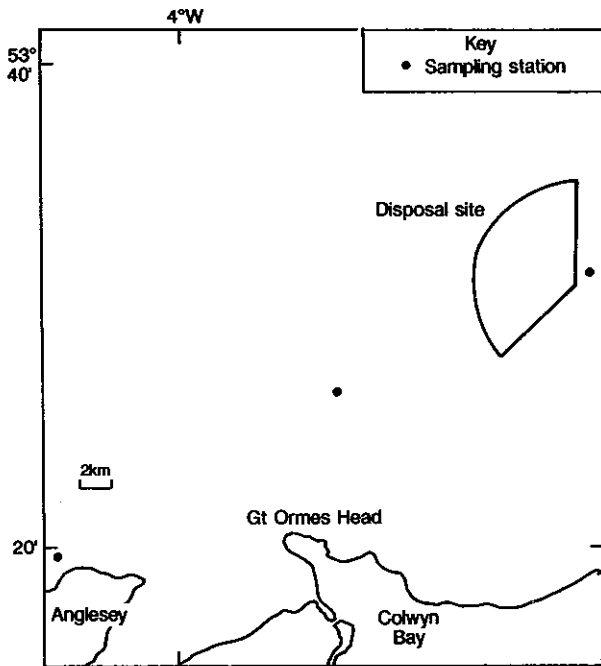 4°W
53°
40'
Key
Sampling station
Disposal site
2km
Gt Ormes Head
20'
Anglesey
Colwyn
Bay